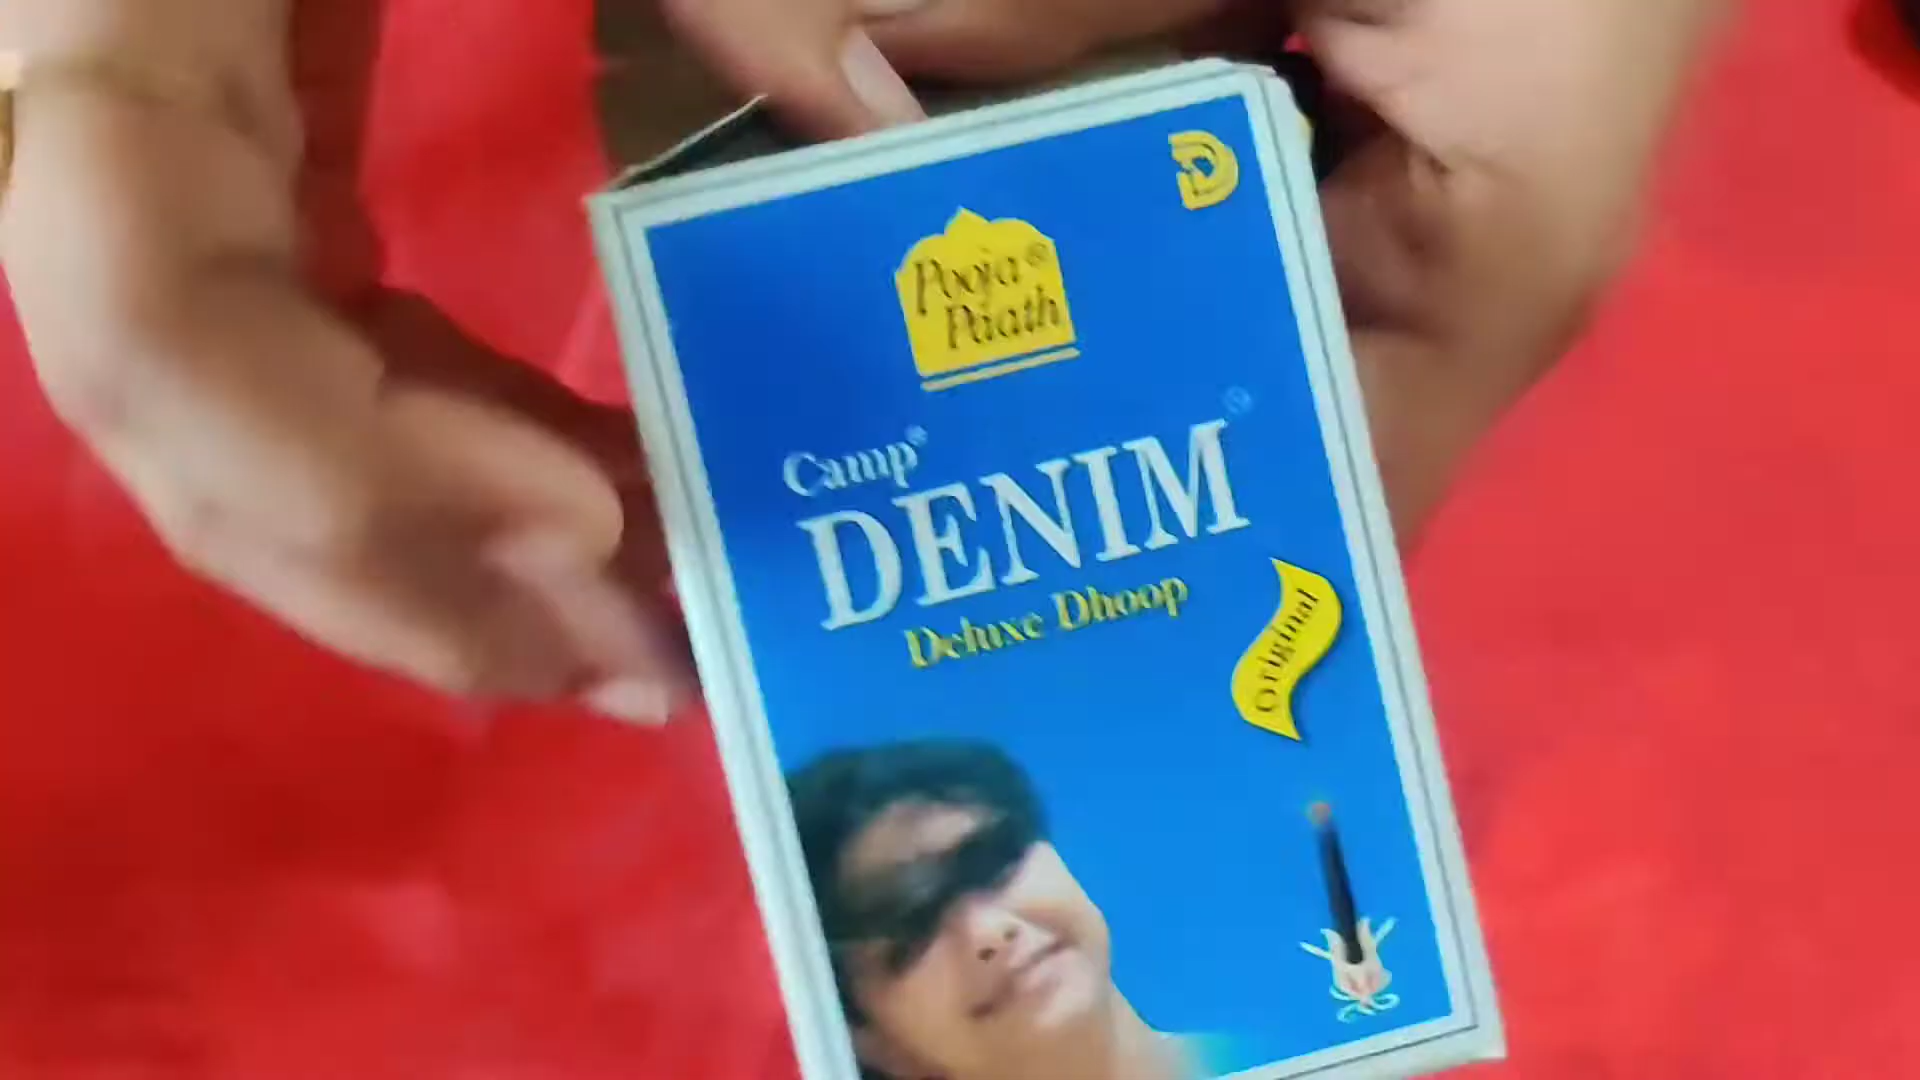 D
Pooja®
Paath
Camp®
DENIM®
Deluxe Dhoop
Original